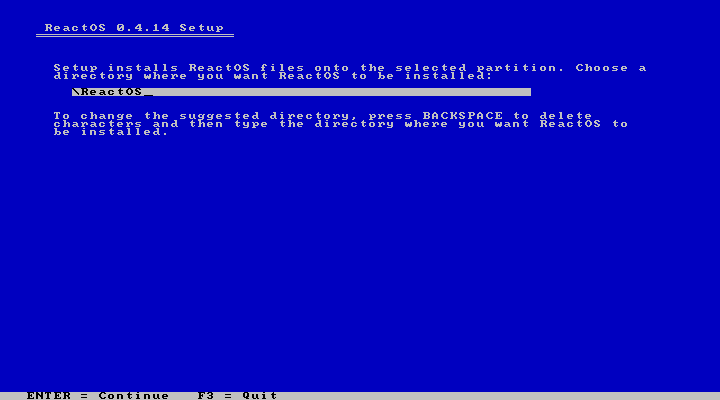 ReactOS 0.4.14 Setup
Setup installs ReactOS files onto the selected partition. Choose a
directory where you want ReactOS to be installed:
\ReactOS_
To change the suggested directory, press BACKSPACE to delete
characters and then type the directory where you want ReactOS to
be installed.
ENTER = Continue   F3 = Quit